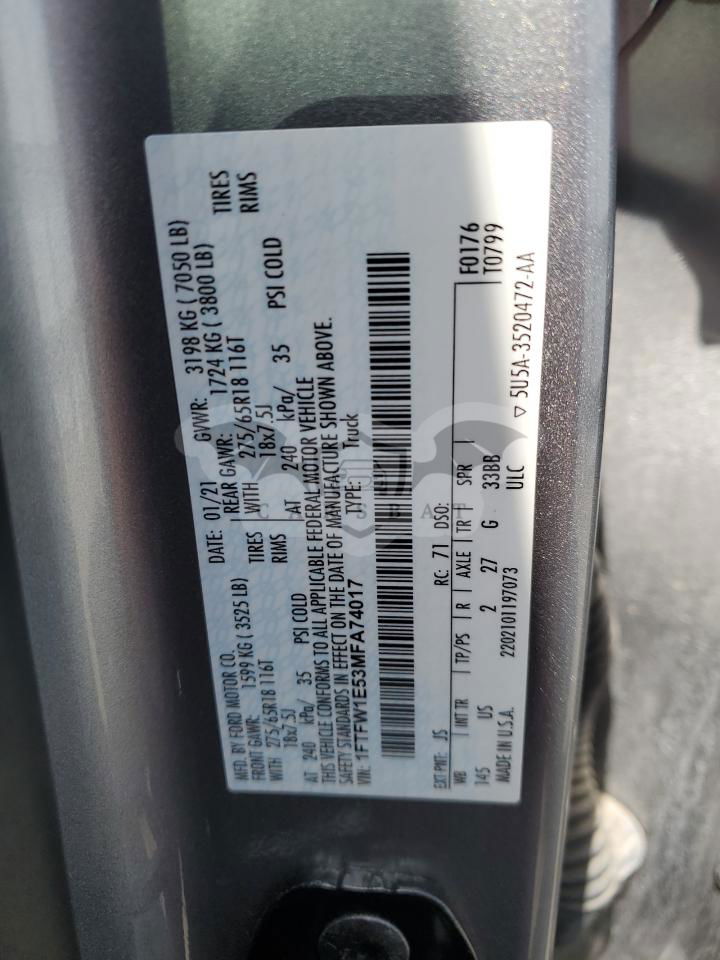 MFD. BY FORD MOTOR CO.
DATE: 01/21 GVWR: 3198 KG ( 7050 LB)
FRONT GAWR: 1599 KG ( 3525 LB) REAR GAWR: 1724 KG ( 3800 LB)
WITH 275/65R18 116T TIRES WITH 275/65R18 116T TIRES
18x7.5J RIMS 18x7.5J RIMS
AT 240 kPa/ 35 PSI COLD AT 240 kPa/ 35 PSI COLD
THIS VEHICLE CONFORMS TO ALL APPLICABLE FEDERAL MOTOR VEHICLE
SAFETY STANDARDS IN EFFECT ON THE DATE OF MANUFACTURE SHOWN ABOVE.
VIN: 1FTFW1E53MFA74017 TYPE: Truck
F0176
T0799
EXT PNT: JS RC: 71 DSO:
WB INT TR TP/PS R AXLE TR SPR
145 US 2 27 G 33BB
MADE IN U.S.A. 2202101197073 ULC
▽ 5U5A-3520472-AA